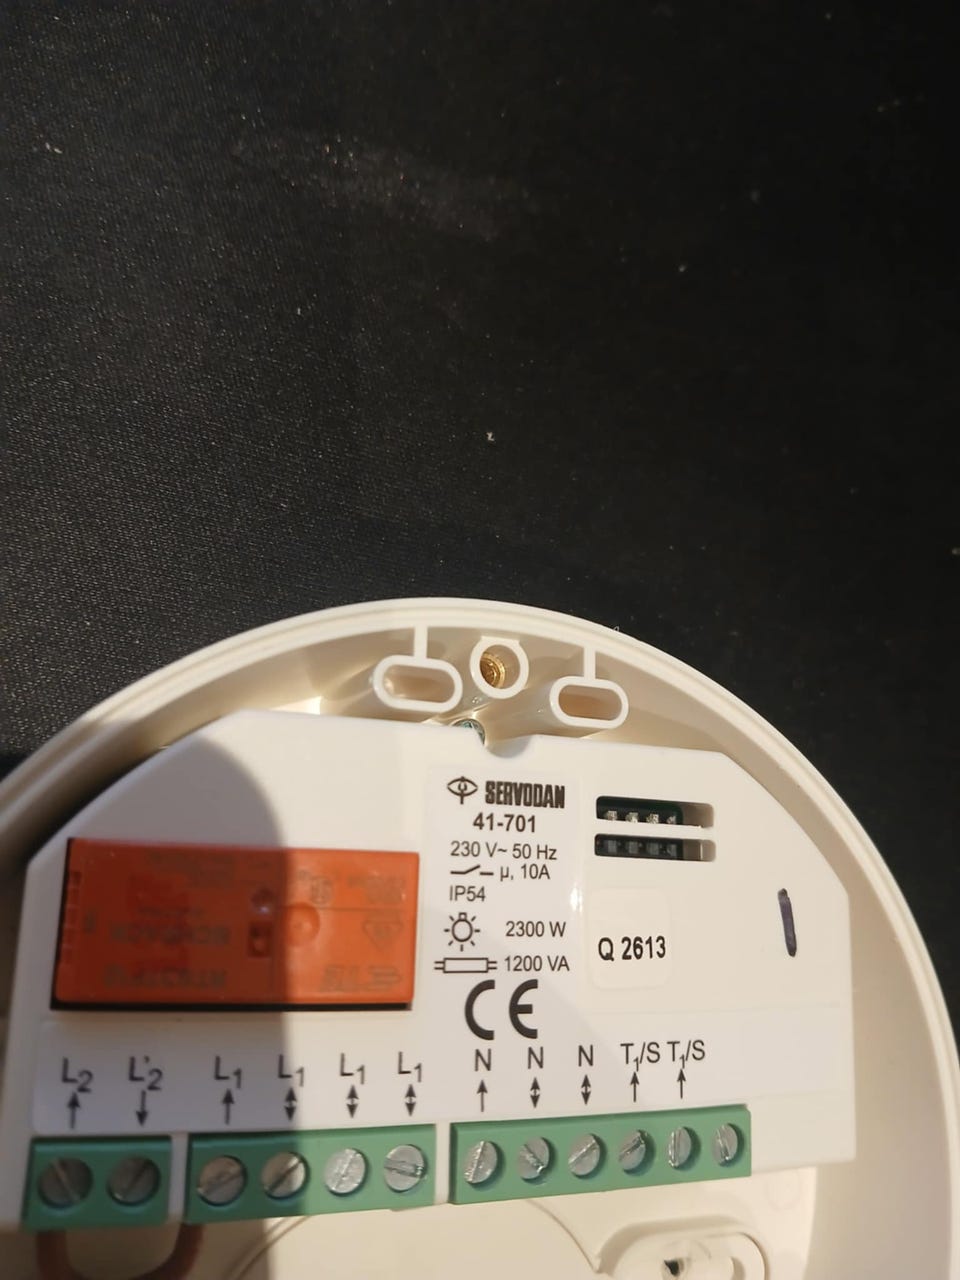 SERVODAN
41-701
230 V~ 50 Hz
µ, 10A
IP54
2300 W
1200 VA
CE
Q 2613
L2 L'2 L1 L1 L1 L1 N N N T1/S T1/S